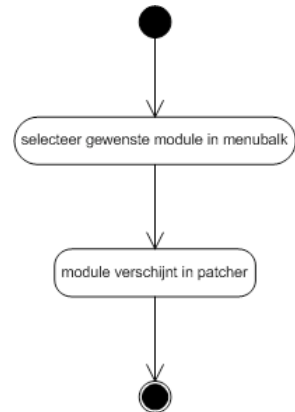 selecteer gewenste module in menubalk
module verschijnt in patcher